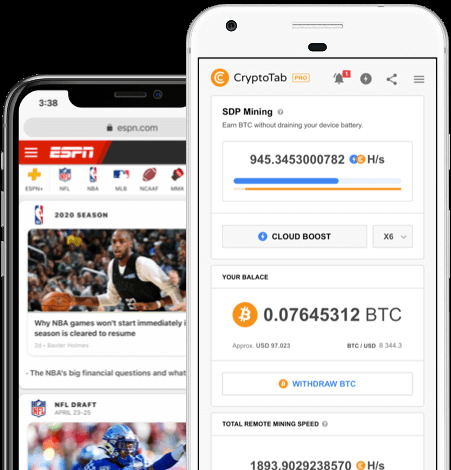 3:38
espn.com
ESPN
ESPN+
NFL
NBA
MLB
NCAAF
MMA
2020 SEASON
Why NBA games won't start immediately i
season is cleared to resume
2d - Baxter Holmes
- The NBA's big financial questions and what
NFL DRAFT
APRIL 23-25
CryptoTab PRO
1
SDP Mining
Earn BTC without draining your device battery.
945.3453000782 H/s
CLOUD BOOST
X6
YOUR BALACE
0.07645312 BTC
Approx. USD 97.023
BTC / USD 8 344.3
WITHDRAW BTC
TOTAL REMOTE MINING SPEED
1893.9029238570 H/s